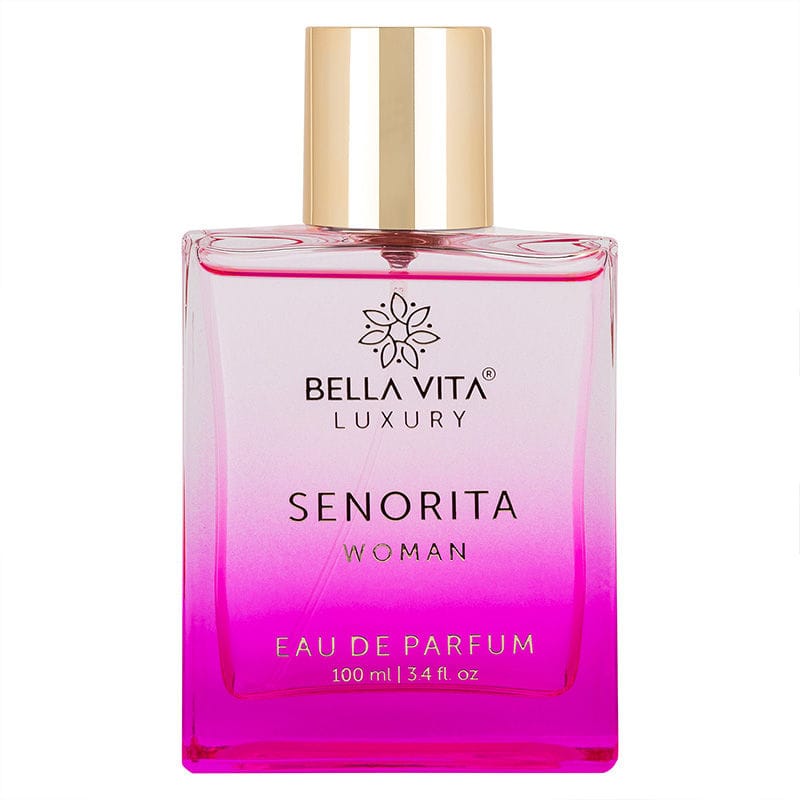 BELLA VITA®
LUXURY
SENORITA
WOMAN
EAU DE PARFUM
100 ml | 3.4 fl. oz